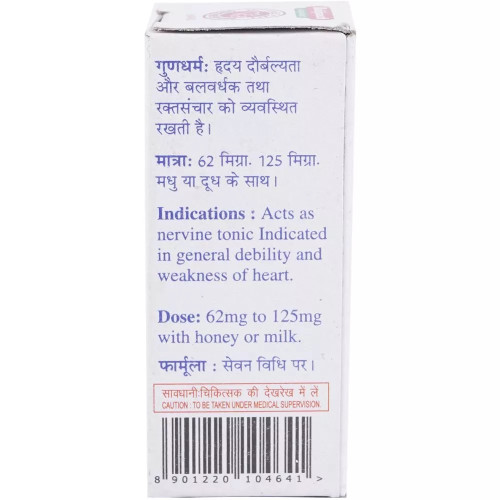 गुणधर्म: हृदय दौर्बल्यता
और बलवर्धक तथा
रक्तसंचार को व्यवस्थित
रखती है।
मात्रा: 62 मिग्रा. 125 मिग्रा.
मधु या दूध के साथ।
Indications : Acts as
nervine tonic Indicated
in general debility and
weakness of heart.
Dose: 62mg to 125mg
with honey or milk.
फार्मूला : सेवन विधि पर।
सावधानी:चिकित्सक की देखरेख में लें
CAUTION : TO BE TAKEN UNDER MEDICAL SUPERVISION
8 901220 104641 >